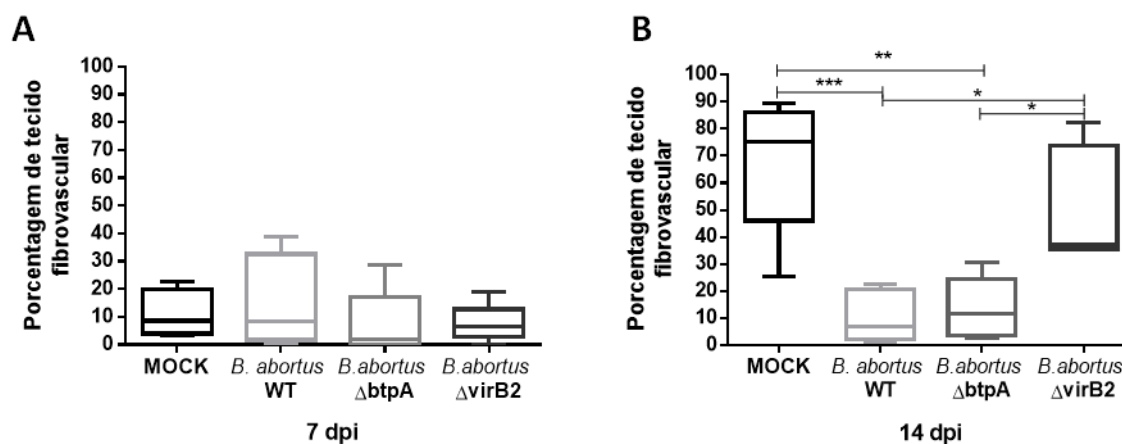 A
Porcentagem de tecido
fibrovascular
100
90
80
70
60
50
40
30
20
10
0
MOCK
B. abortus
WT
B. abortus
ΔbtpA
B.abortus
ΔvirB2
7 dpi
B
Porcentagem de tecido
fibrovascular
100
90
80
70
60
50
40
30
20
10
0
**
***
*
*
MOCK
B. abortus
WT
B.abortus
ΔbtpA
B.abortus
ΔvirB2
14 dpi